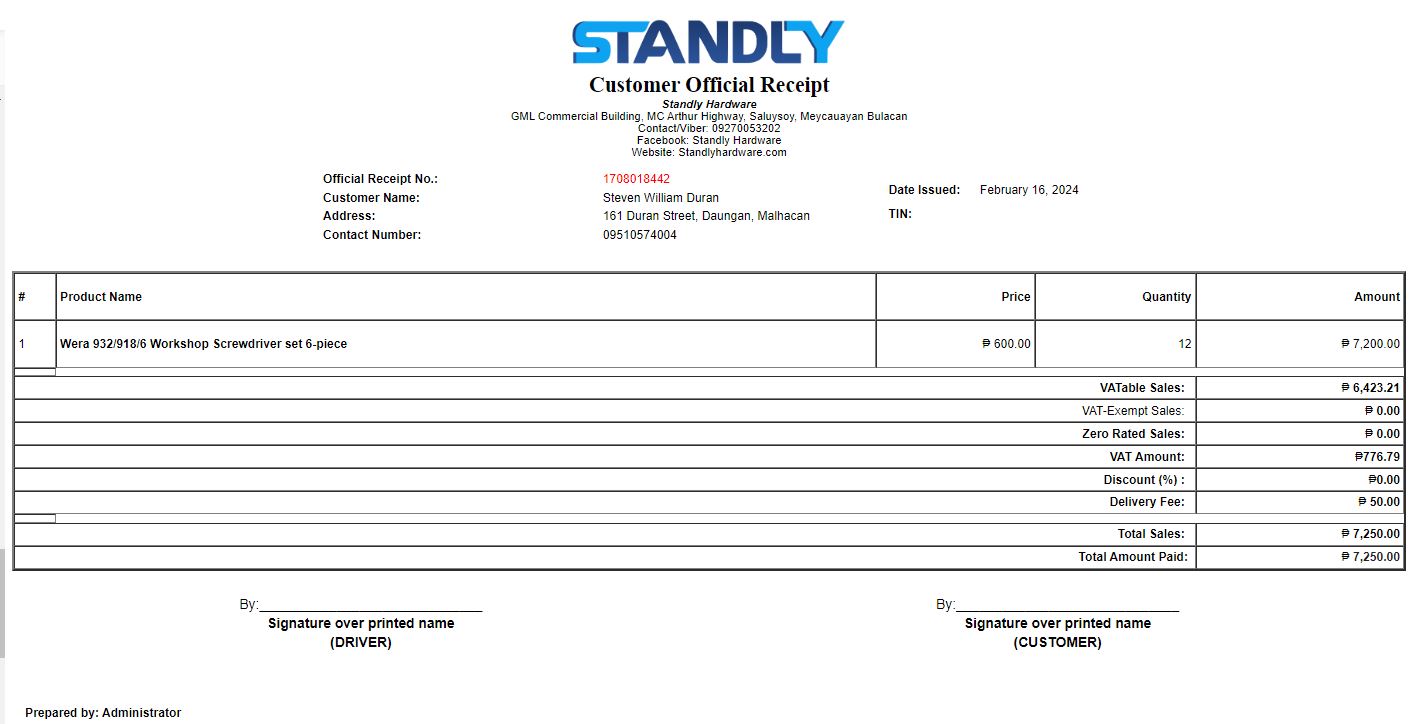 STANDLY
Customer Official Receipt
Standly Hardware
GML Commercial Building, MC Arthur Highway, Saluysoy, Meycauayan Bulacan
Contact/Viber: 09270053202
Facebook: Standly Hardware
Website: Standlyhardware.com
Official Receipt No.: 1708018442
Customer Name: Steven William Duran
Address: 161 Duran Street, Daungan, Malhacan
Contact Number: 09510574004
Date Issued: February 16, 2024
TIN:
# Product Name Price Quantity Amount
1 Wera 932/918/6 Workshop Screwdriver set 6-piece ₱ 600.00 12 ₱ 7,200.00
VATable Sales: ₱ 6,423.21
VAT-Exempt Sales: ₱ 0.00
Zero Rated Sales: ₱ 0.00
VAT Amount: ₱776.79
Discount (%) : ₱0.00
Delivery Fee: ₱ 50.00
Total Sales: ₱ 7,250.00
Total Amount Paid: ₱ 7,250.00
By:____________________________ By:____________________________
Signature over printed name Signature over printed name
(DRIVER) (CUSTOMER)
Prepared by: Administrator